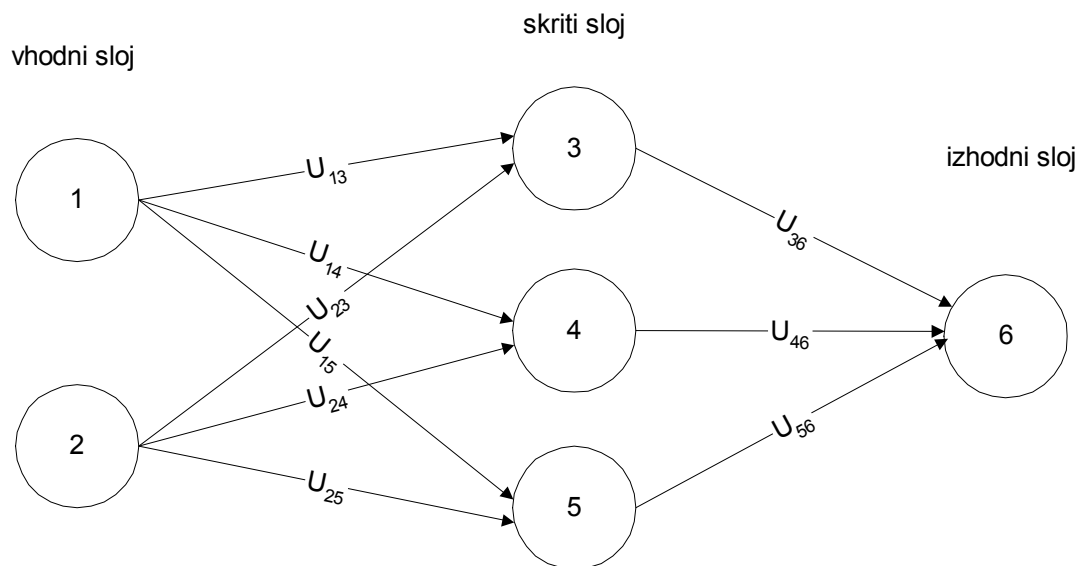 skriti sloj
vhodni sloj
izhodni sloj
1
2
3
4
5
6
U13
U14
U23
U15
U24
U25
U36
U46
U56